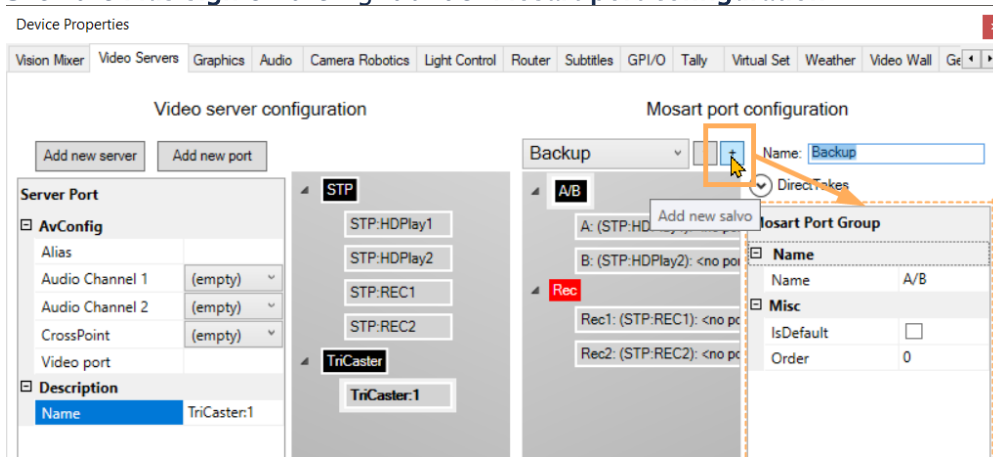 Device Properties
Vision Mixer Video Servers Graphics Audio Camera Robotics Light Control Router Subtitles GPI/O Tally Virtual Set Weather Video Wall Ge
Video server configuration
Mosart port configuration
Add new server Add new port
Backup + Name: Backup
DirectTakes
Server Port
AvConfig
Alias
Audio Channel 1 (empty)
Audio Channel 2 (empty)
CrossPoint (empty)
Video port
Description
Name TriCaster:1
STP
STP:HDPlay1
STP:HDPlay2
STP:REC1
STP:REC2
TriCaster
TriCaster:1
A/B
A: (STP:HD
Add new salvo
B: (STP:HDPlay2): <no por
Rec
Rec1: (STP:REC1): <no po
Rec2: (STP:REC2): <no po
Mosart Port Group
Name
Name A/B
Misc
IsDefault
Order 0